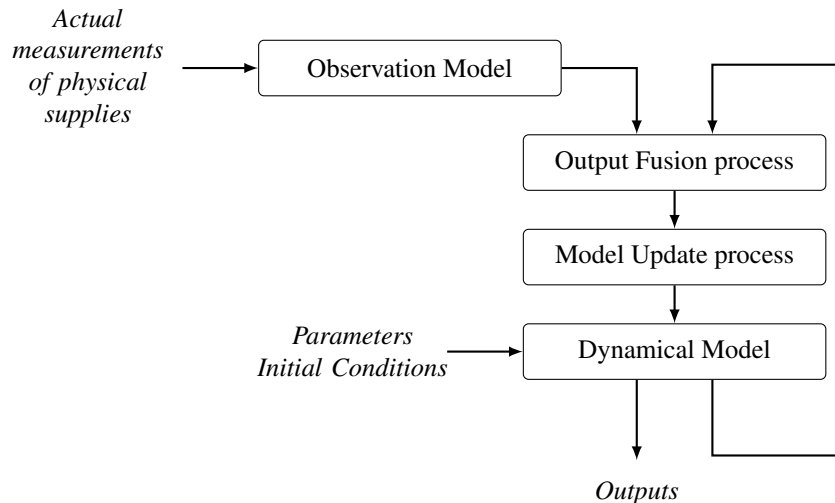 Actual
measurements
of physical
supplies
Observation Model
Output Fusion process
Model Update process
Parameters
Initial Conditions
Dynamical Model
Outputs